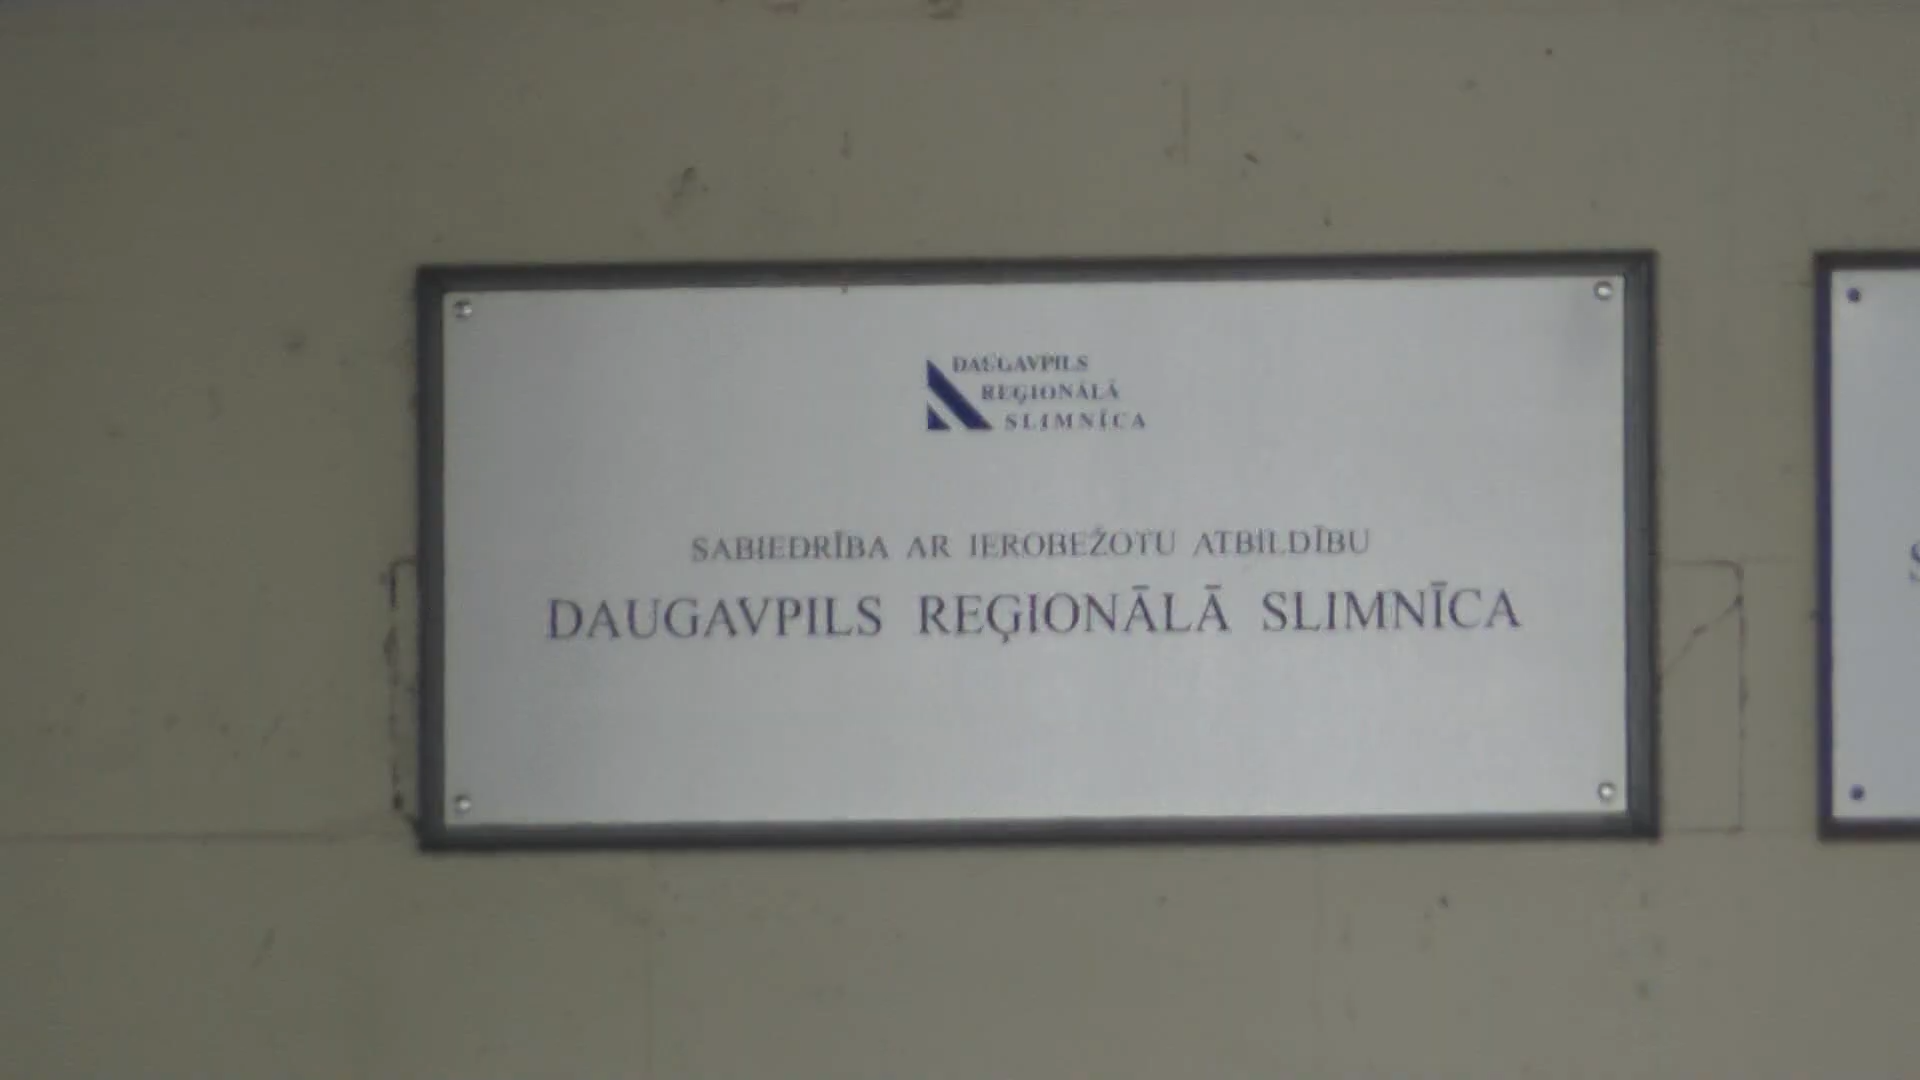 DAUGAVPILS
REĢIONĀLĀ
SLIMNĪCA
SABIEDRĪBA AR IEROBEŽOTU ATBILDĪBU
DAUGAVPILS REĢIONĀLĀ SLIMNĪCA